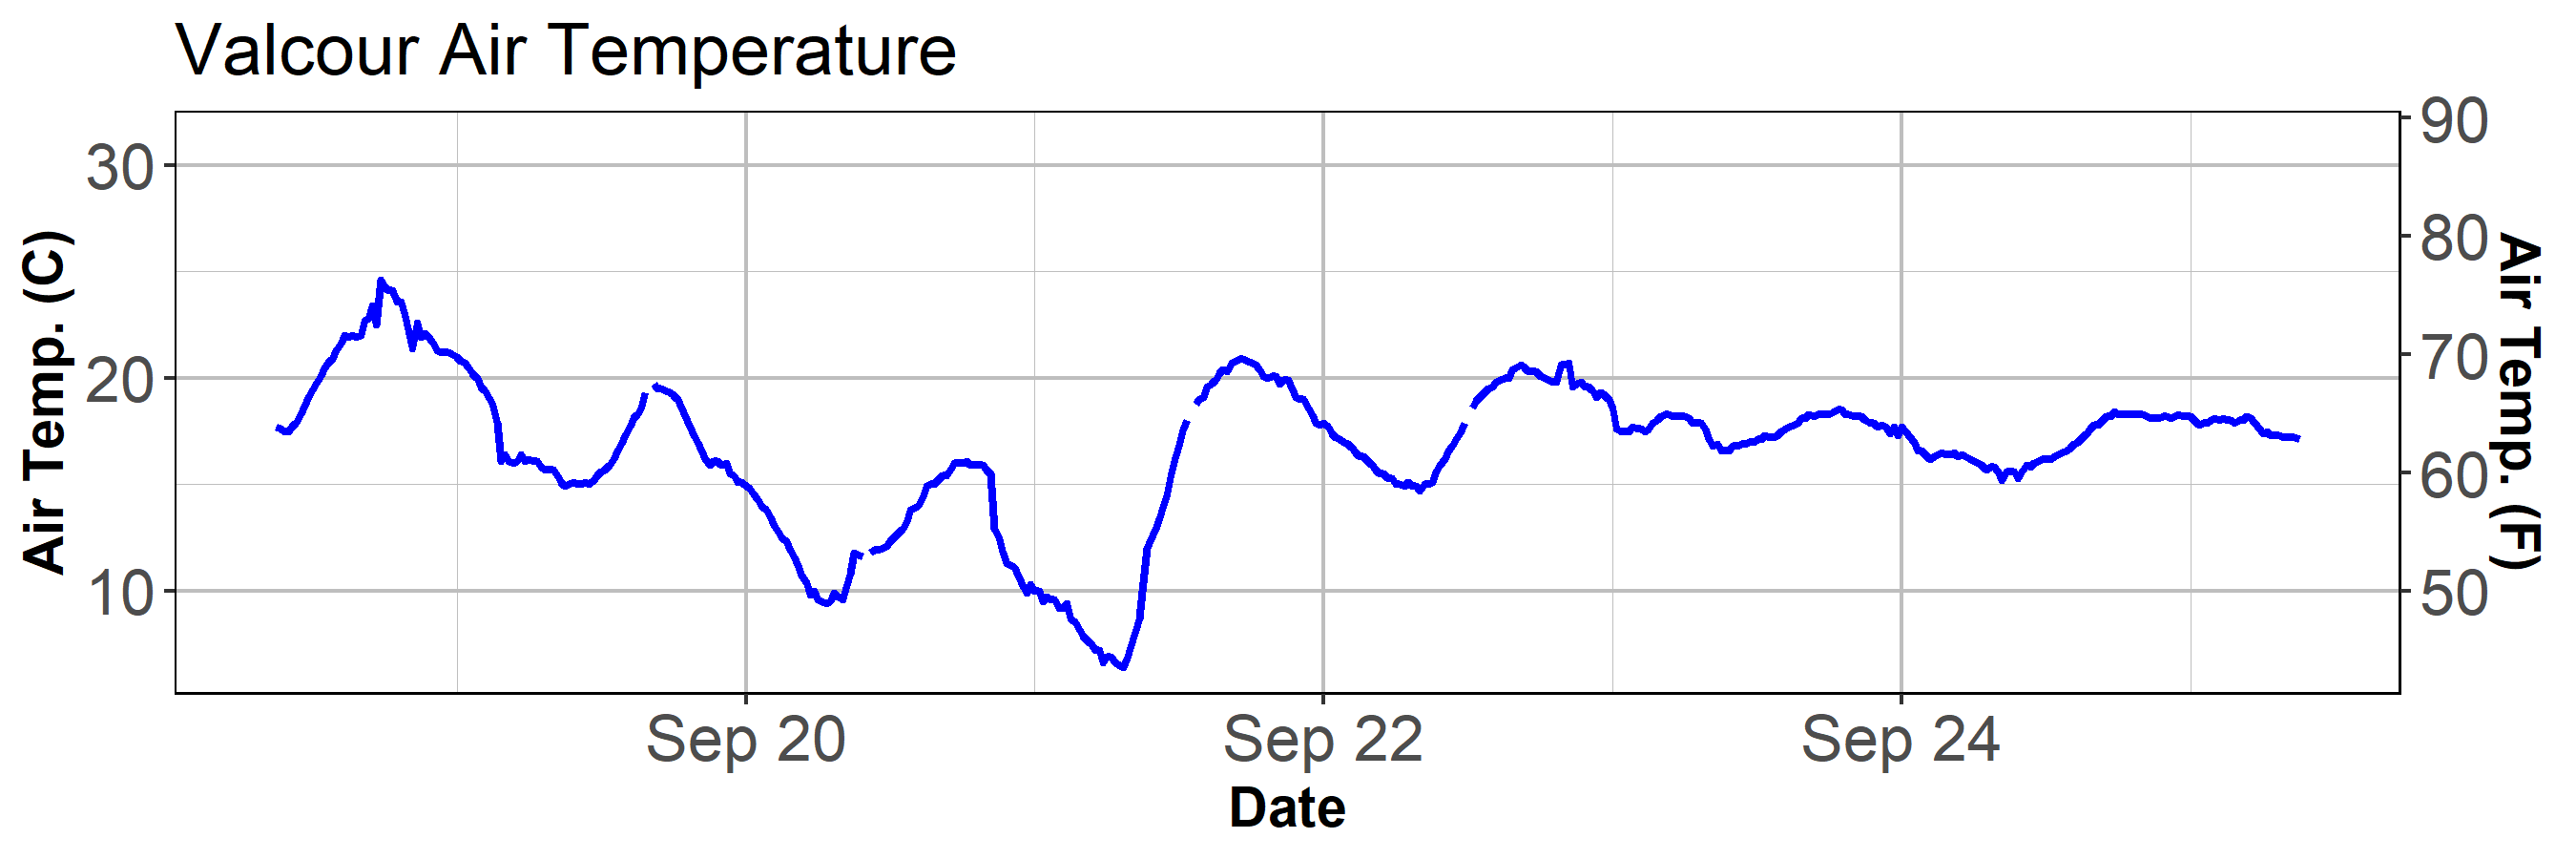 Valcour Air Temperature
Air Temp. (C)
30
20
10
90
80
70
60
50
Air Temp. (F)
Sep 20
Sep 22
Sep 24
Date